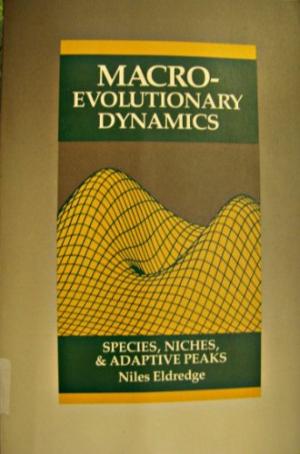 MACRO-
EVOLUTIONARY
DYNAMICS
SPECIES, NICHES,
& ADAPTIVE PEAKS
Niles Eldredge